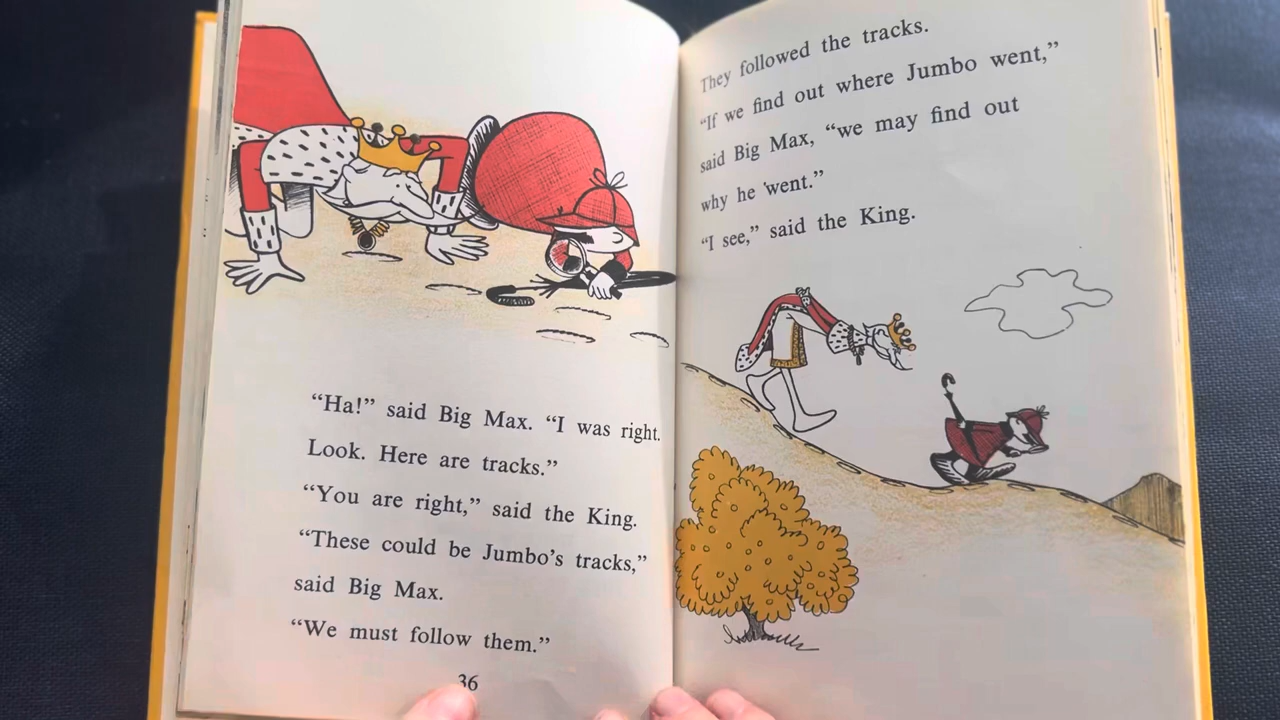 “Ha!” said Big Max. “I was right.
Look. Here are tracks.”
“You are right,” said the King.
“These could be Jumbo’s tracks,”
said Big Max.
“We must follow them.”
36
They followed the tracks.
“If we find out where Jumbo went,”
said Big Max, “we may find out
why he went.”
“I see,” said the King.